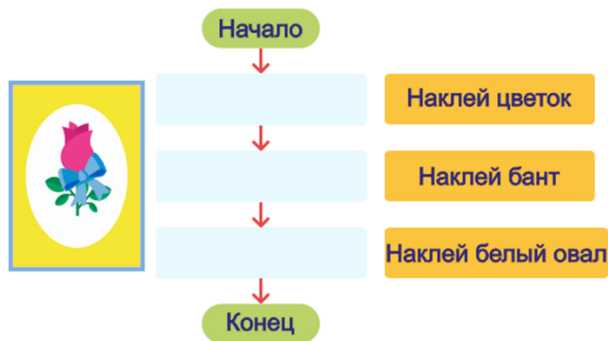 Начало
Наклей цветок
Наклей бант
Наклей белый овал
Конец